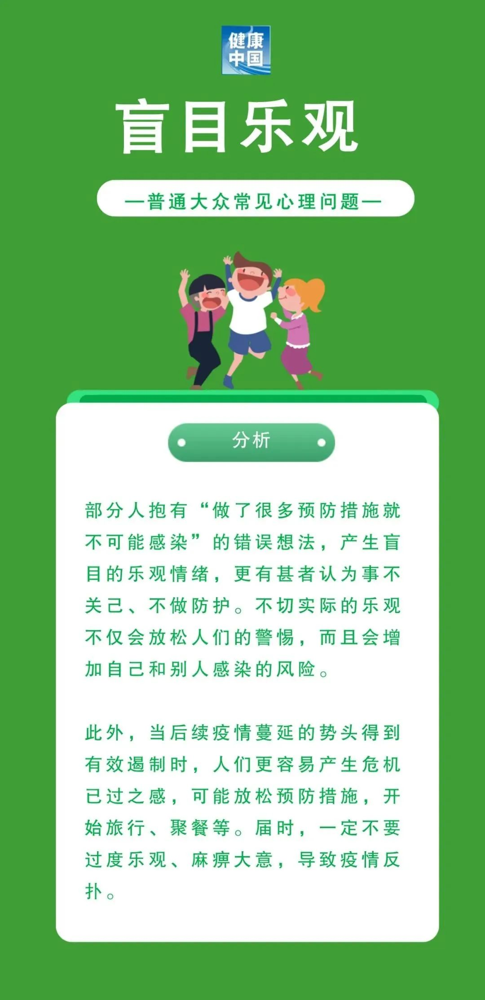 健康
中国
盲目乐观
—普通大众常见心理问题—
分析
部分人抱有“做了很多预防措施就
不可能感染”的错误想法，产生盲
目的乐观情绪，更有甚者认为事不
关己、不做防护。不切实际的乐观
不仅会放松人们的警惕，而且会增
加自己和别人感染的风险。
此外，当后续疫情蔓延的势头得到
有效遏制时，人们更容易产生危机
已过之感，可能放松预防措施，开
始旅行、聚餐等。届时，一定不要
过度乐观、麻痹大意，导致疫情反
扑。